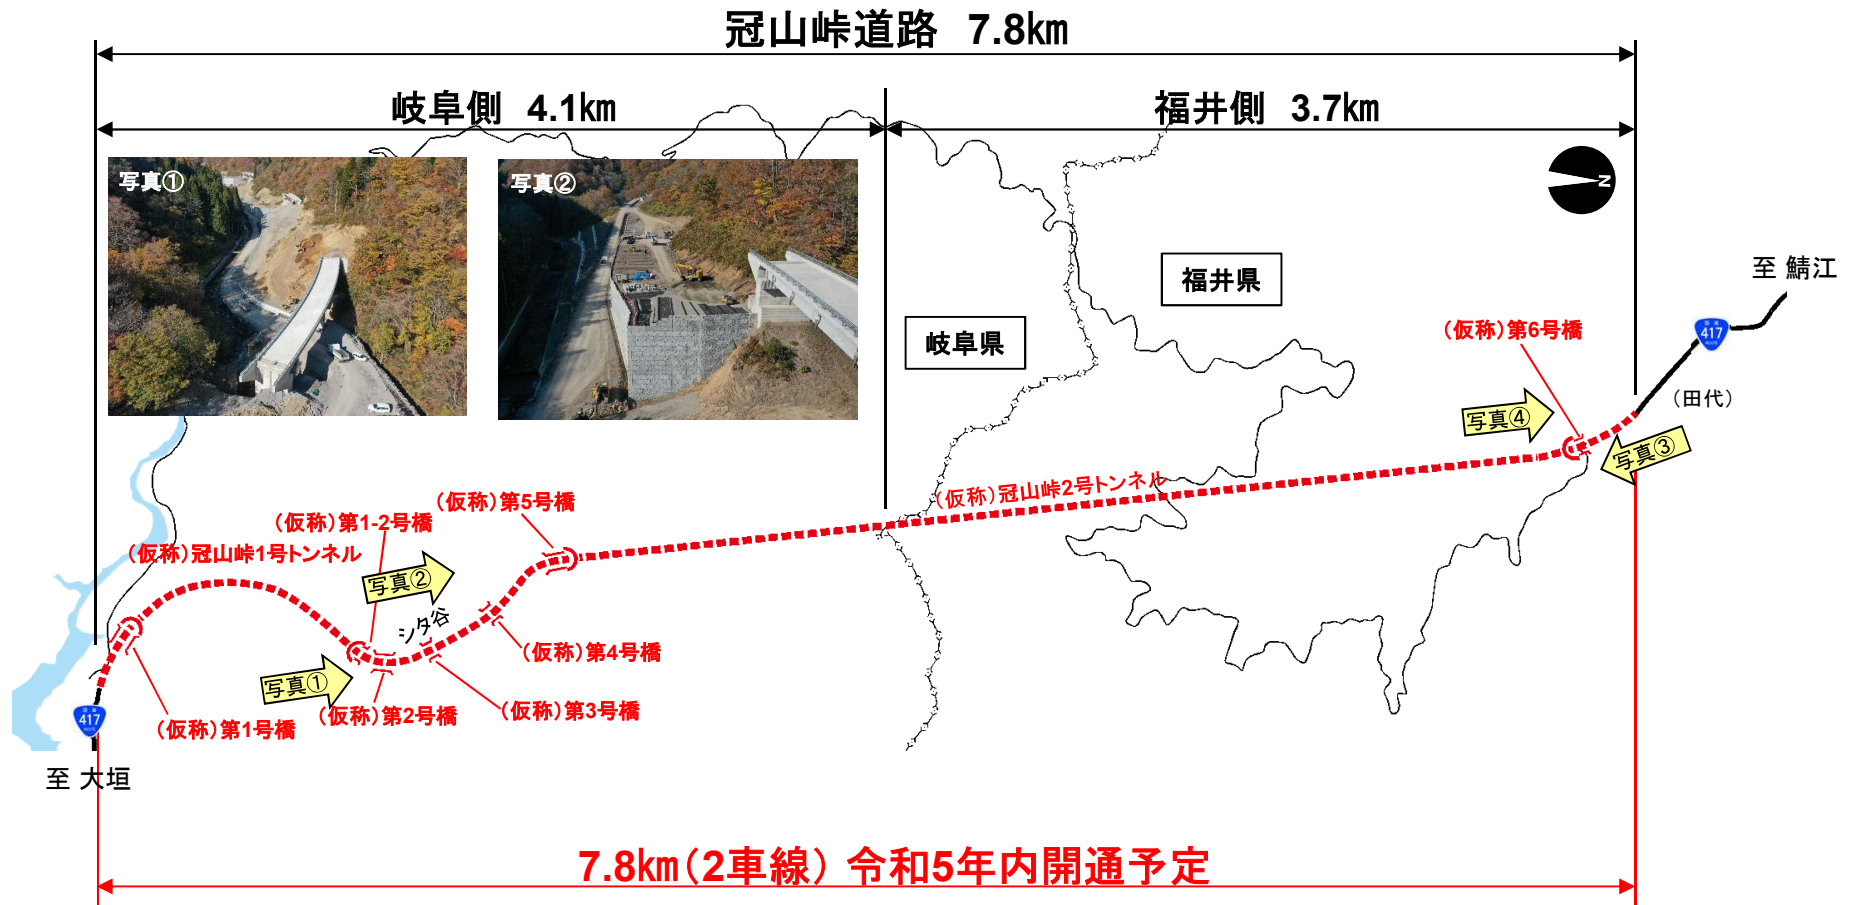 冠山峠道路 7.8㎞
岐阜側 4.1㎞
福井側 3.7㎞
写真①
写真②
N
福井県
岐阜県
至 鯖江
417
(仮称)第6号橋
(田代)
写真④
写真③
(仮称)冠山峠2号トンネル
(仮称)第5号橋
(仮称)第1-2号橋
(仮称)冠山峠1号トンネル
写真②
シタ谷
(仮称)第4号橋
写真①
(仮称)第2号橋
(仮称)第3号橋
417
(仮称)第1号橋
至 大垣
7.8㎞(2車線) 令和5年内開通予定